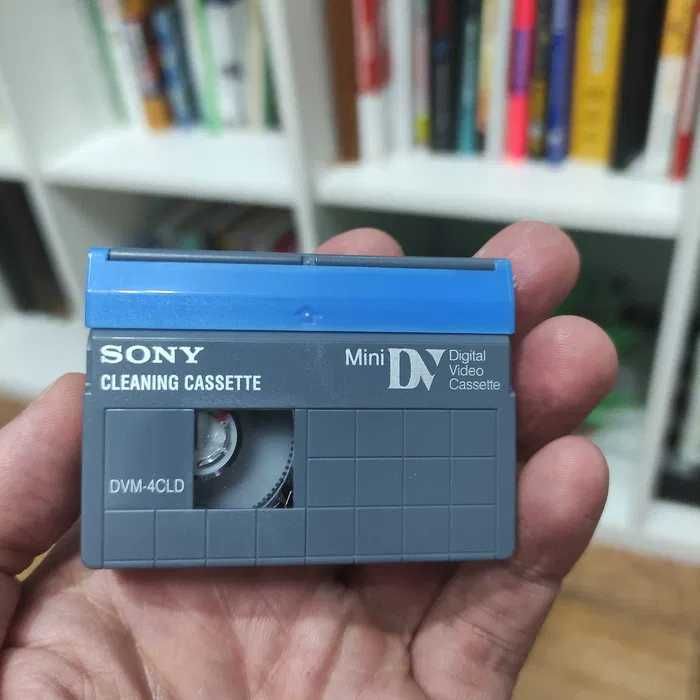 SONY
CLEANING CASSETTE
Mini DV Digital
Video
Cassette
DVM-4CLD